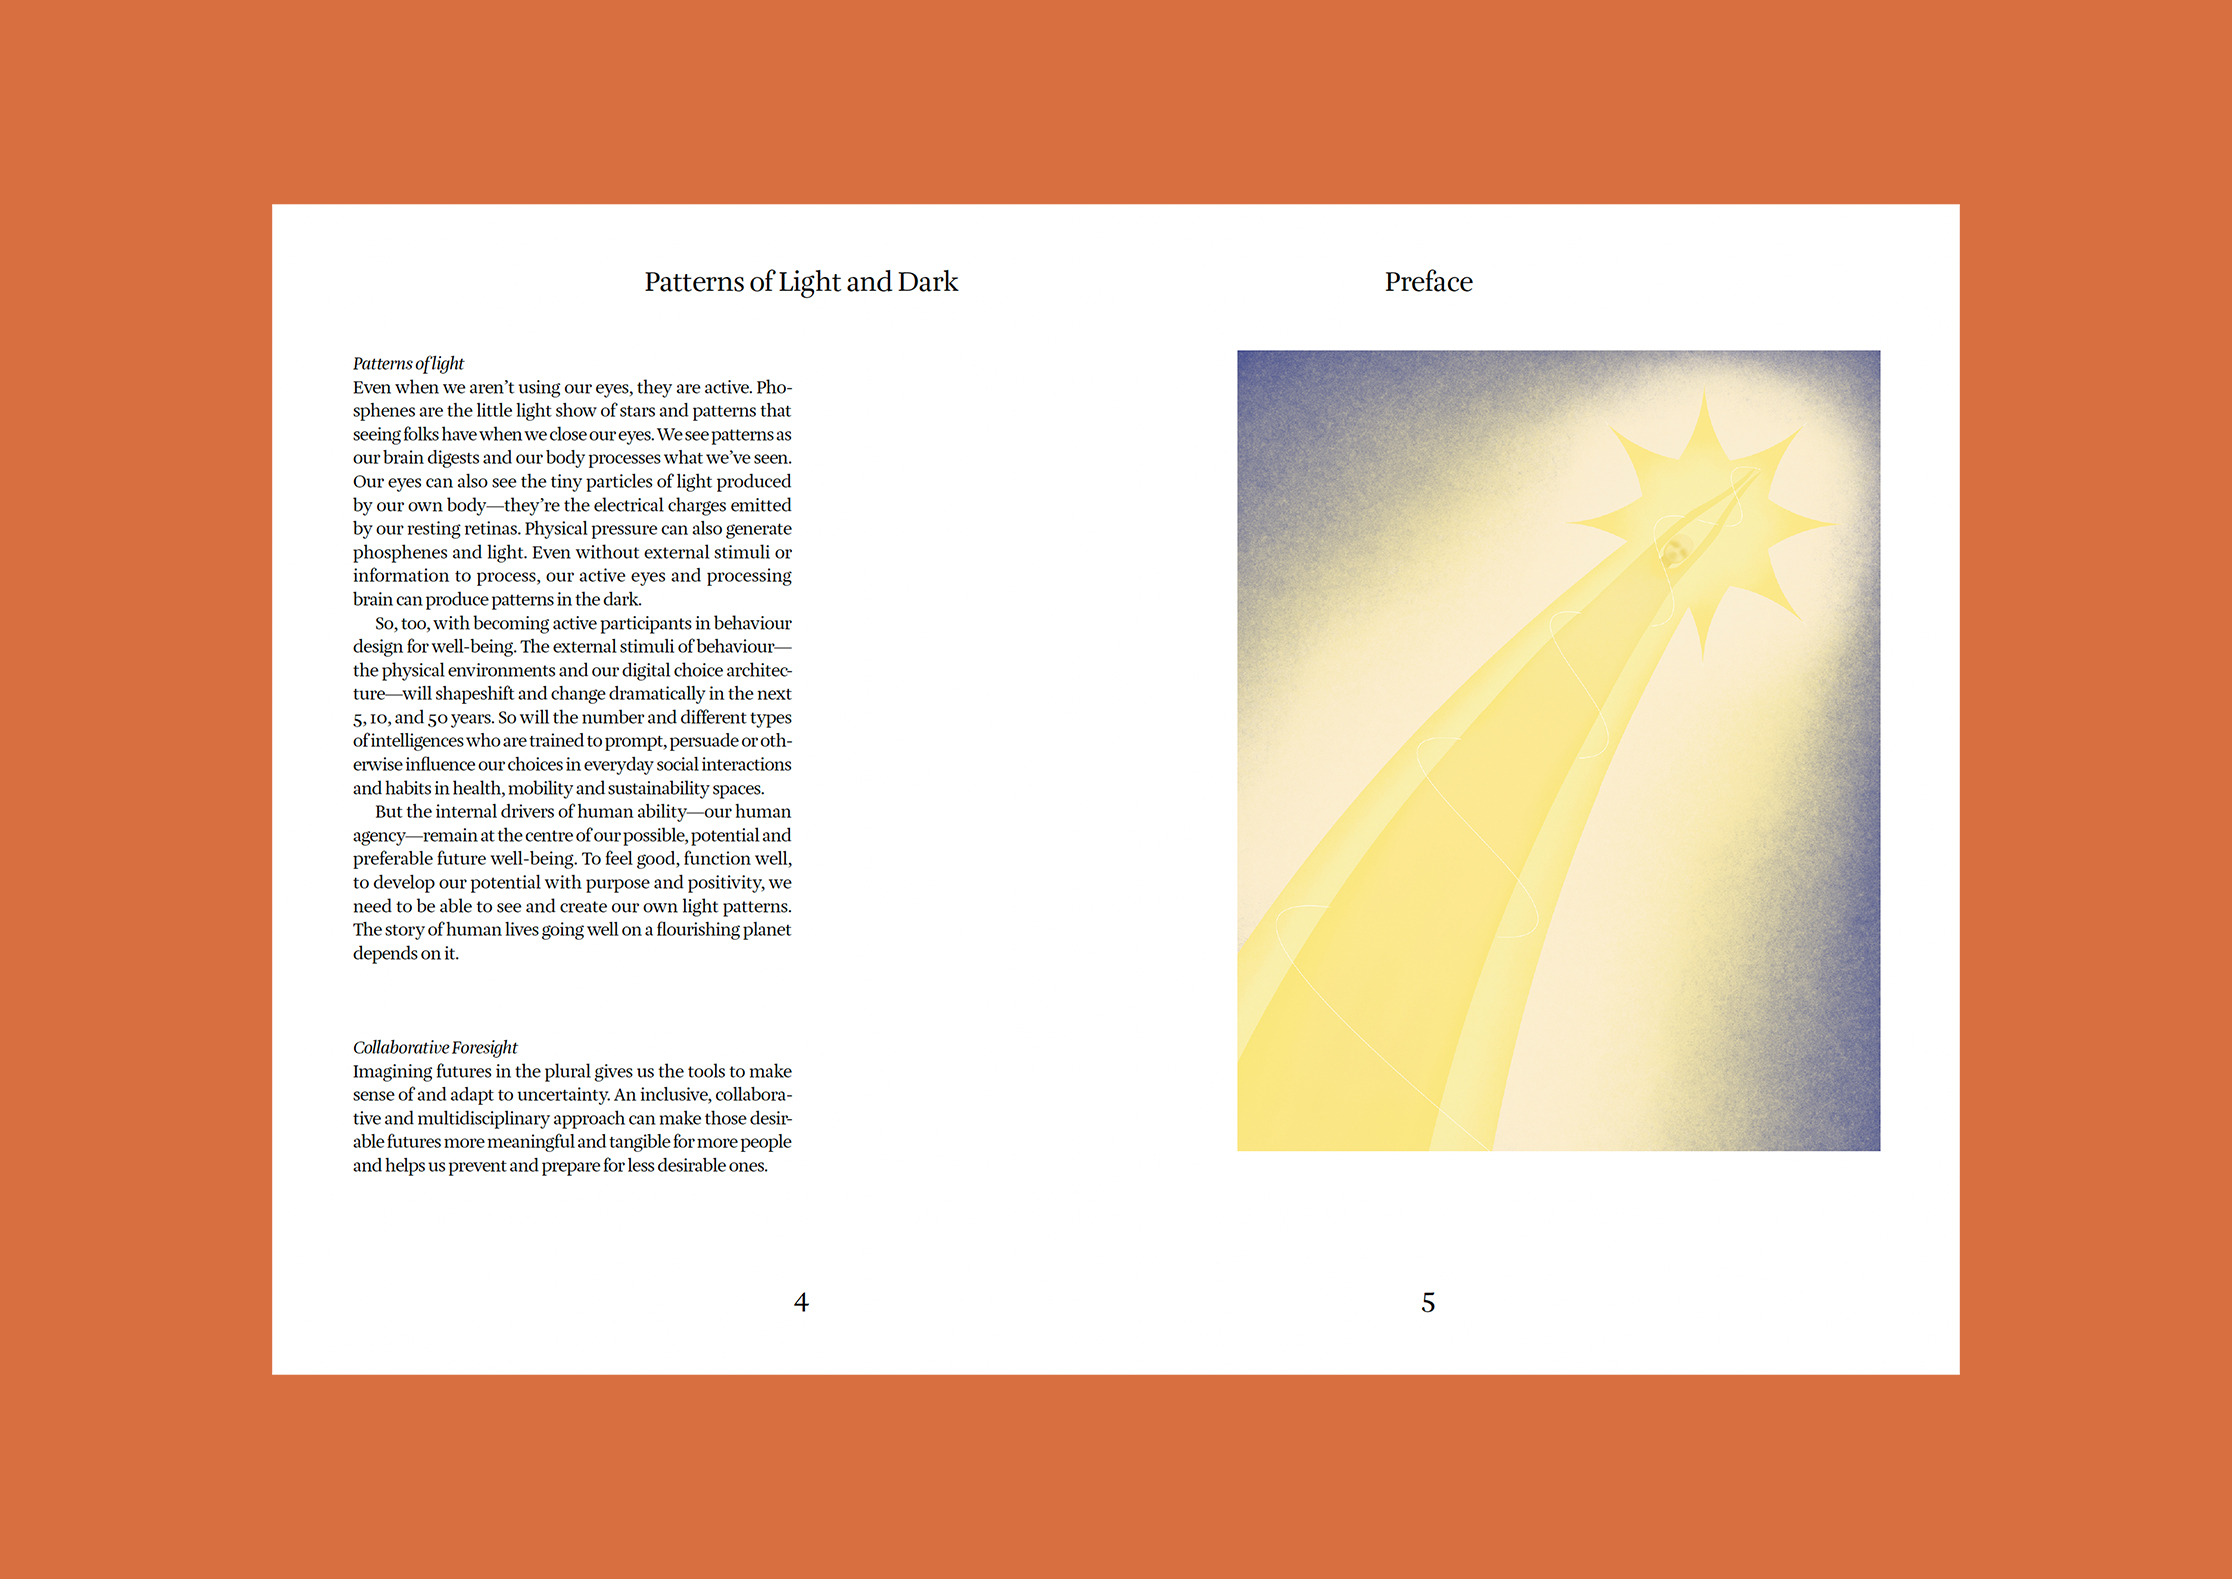 Patterns of Light and Dark
Patterns of light
Even when we aren’t using our eyes, they are active. Pho-
sphenes are the little light show of stars and patterns that
seeing folks have when we close our eyes. We see patterns as
our brain digests and our body processes what we’ve seen.
Our eyes can also see the tiny particles of light produced
by our own body—they’re the electrical charges emitted
by our resting retinas. Physical pressure can also generate
phosphenes and light. Even without external stimuli or
information to process, our active eyes and processing
brain can produce patterns in the dark.
So, too, with becoming active participants in behaviour
design for well-being. The external stimuli of behaviour—
the physical environments and our digital choice architec-
ture—will shapeshift and change dramatically in the next
5, 10, and 50 years. So will the number and different types
of intelligences who are trained to prompt, persuade or oth-
erwise influence our choices in everyday social interactions
and habits in health, mobility and sustainability spaces.
But the internal drivers of human ability—our human
agency—remain at the centre of our possible, potential and
preferable future well-being. To feel good, function well,
to develop our potential with purpose and positivity, we
need to be able to see and create our own light patterns.
The story of human lives going well on a flourishing planet
depends on it.
Collaborative Foresight
Imagining futures in the plural gives us the tools to make
sense of and adapt to uncertainty. An inclusive, collabora-
tive and multidisciplinary approach can make those desir-
able futures more meaningful and tangible for more people
and helps us prevent and prepare for less desirable ones.
4
Preface
5